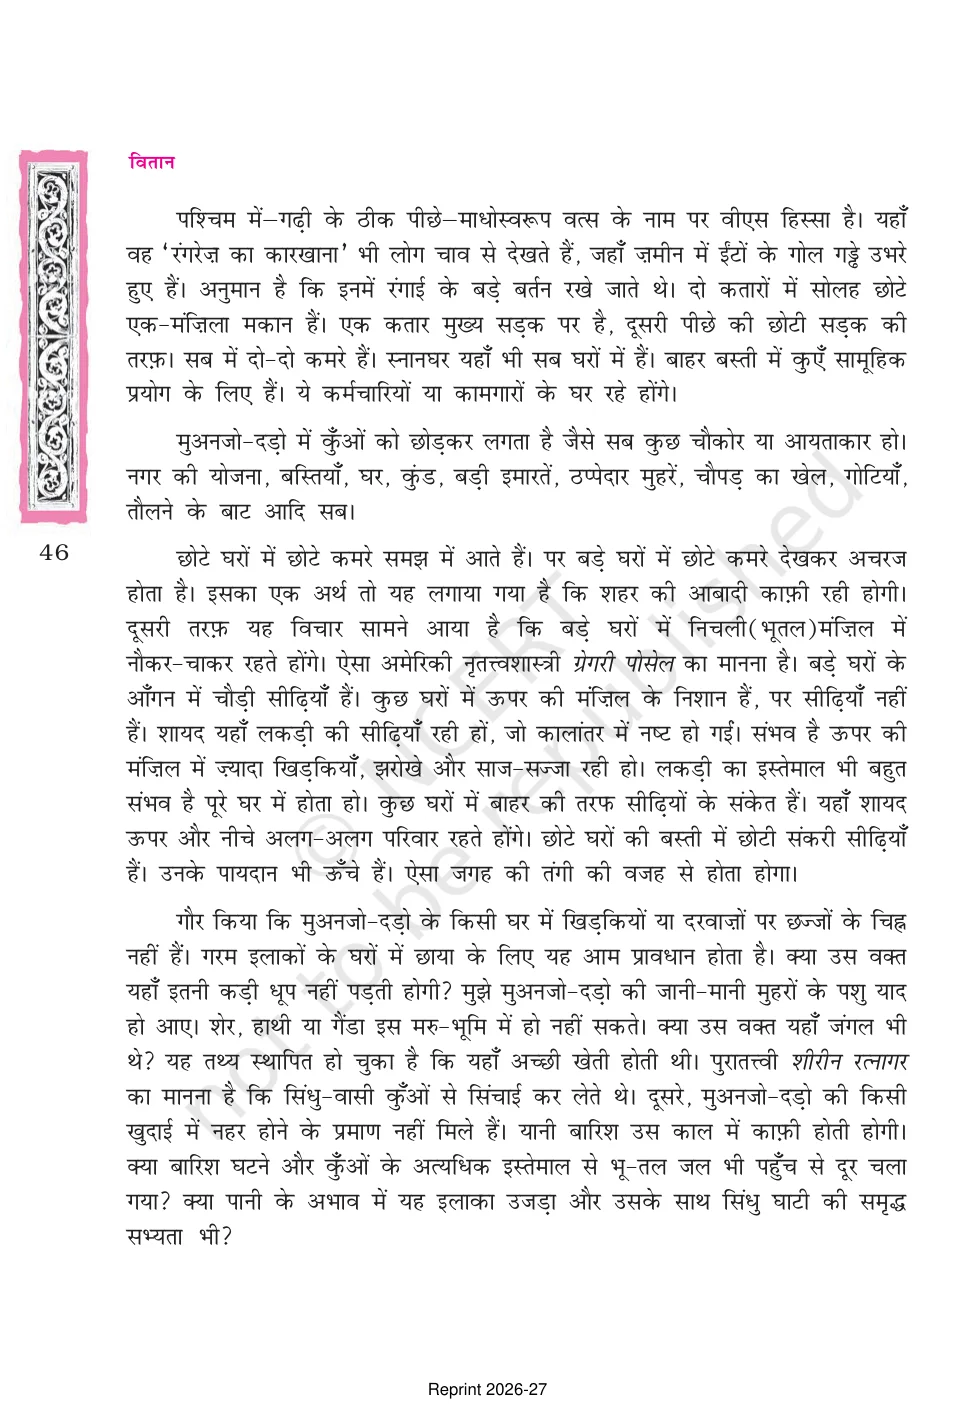 वितान
पश्चिम में–गढ़ी के ठीक पीछे–माधोस्वरूप वत्स के नाम पर वीएस हिस्सा है। यहाँ
वह ‘रंगरेज़ का कारखाना’ भी लोग चाव से देखते हैं, जहाँ ज़मीन में ईंटों के गोल गड्ढे उभरे
हुए हैं। अनुमान है कि इनमें रंगाई के बड़े बर्तन रखे जाते थे। दो कतारों में सोलह छोटे
एक-मंज़िला मकान हैं। एक कतार मुख्य सड़क पर है, दूसरी पीछे की छोटी सड़क की
तरफ़। सब में दो-दो कमरे हैं। स्नानघर यहाँ भी सब घरों में हैं। बाहर बस्ती में कुएँ सामूहिक
प्रयोग के लिए हैं। ये कर्मचारियों या कामगारों के घर रहे होंगे।
मुअनजो-दड़ो में कुँओं को छोड़कर लगता है जैसे सब कुछ चौकोर या आयताकार हो।
नगर की योजना, बस्तियाँ, घर, कुंड, बड़ी इमारतें, ठप्पेदार मुहरें, चौपड़ का खेल, गोटियाँ,
तौलने के बाट आदि सब।
46
छोटे घरों में छोटे कमरे समझ में आते हैं। पर बड़े घरों में छोटे कमरे देखकर अचरज
होता है। इसका एक अर्थ तो यह लगाया गया है कि शहर की आबादी काफ़ी रही होगी।
दूसरी तरफ़ यह विचार सामने आया है कि बड़े घरों में निचली(भूतल)मंज़िल में
नौकर-चाकर रहते होंगे। ऐसा अमेरिकी नृतत्त्वशास्त्री ग्रेगरी पोसेल का मानना है। बड़े घरों के
आँगन में चौड़ी सीढ़ियाँ हैं। कुछ घरों में ऊपर की मंज़िल के निशान हैं, पर सीढ़ियाँ नहीं
हैं। शायद यहाँ लकड़ी की सीढ़ियाँ रही हों, जो कालांतर में नष्ट हो गईं। संभव है ऊपर की
मंज़िल में ज़्यादा खिड़कियाँ, झरोखे और साज-सज्जा रही हो। लकड़ी का इस्तेमाल भी बहुत
संभव है पूरे घर में होता हो। कुछ घरों में बाहर की तरफ सीढ़ियों के संकेत हैं। यहाँ शायद
ऊपर और नीचे अलग-अलग परिवार रहते होंगे। छोटे घरों की बस्ती में छोटी संकरी सीढ़ियाँ
हैं। उनके पायदान भी ऊँचे हैं। ऐसा जगह की तंगी की वजह से होता होगा।
गौर किया कि मुअनजो-दड़ो के किसी घर में खिड़कियों या दरवाज़ों पर छज्जों के चिह्न
नहीं हैं। गरम इलाकों के घरों में छाया के लिए यह आम प्रावधान होता है। क्या उस वक्त
यहाँ इतनी कड़ी धूप नहीं पड़ती होगी? मुझे मुअनजो-दड़ो की जानी-मानी मुहरों के पशु याद
हो आए। शेर, हाथी या गैंडा इस मरु-भूमि में हो नहीं सकते। क्या उस वक्त यहाँ जंगल भी
थे? यह तथ्य स्थापित हो चुका है कि यहाँ अच्छी खेती होती थी। पुरातत्त्वी शीरीन रत्नागर
का मानना है कि सिंधु-वासी कुँओं से सिंचाई कर लेते थे। दूसरे, मुअनजो-दड़ो की किसी
खुदाई में नहर होने के प्रमाण नहीं मिले हैं। यानी बारिश उस काल में काफ़ी होती होगी।
क्या बारिश घटने और कुँओं के अत्यधिक इस्तेमाल से भू-तल जल भी पहुँच से दूर चला
गया? क्या पानी के अभाव में यह इलाका उजड़ा और उसके साथ सिंधु घाटी की समृद्ध
सभ्यता भी?
© NCERT
not to be republished
Reprint 2026-27